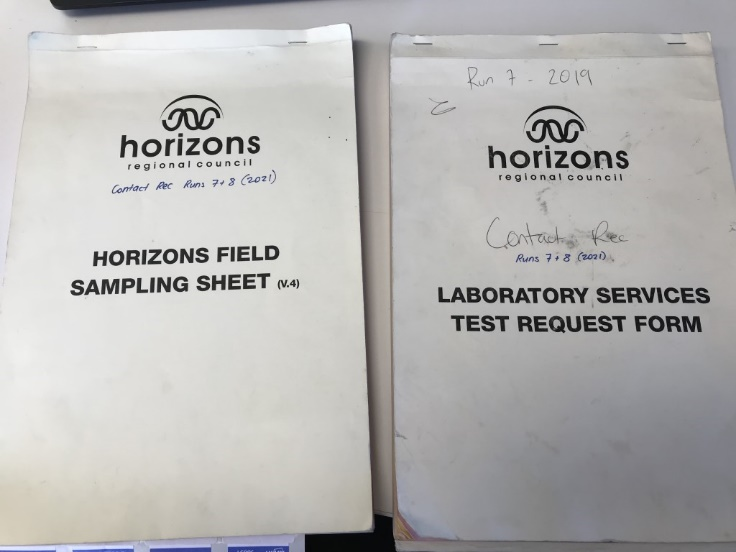 horizons
regional council
Contact Rec Runs 7+8 (2021)
HORIZONS FIELD
SAMPLING SHEET (V.4)
Run 7 - 2019
horizons
regional council
Contact Rec
Runs 7+8 (2021)
LABORATORY SERVICES
TEST REQUEST FORM